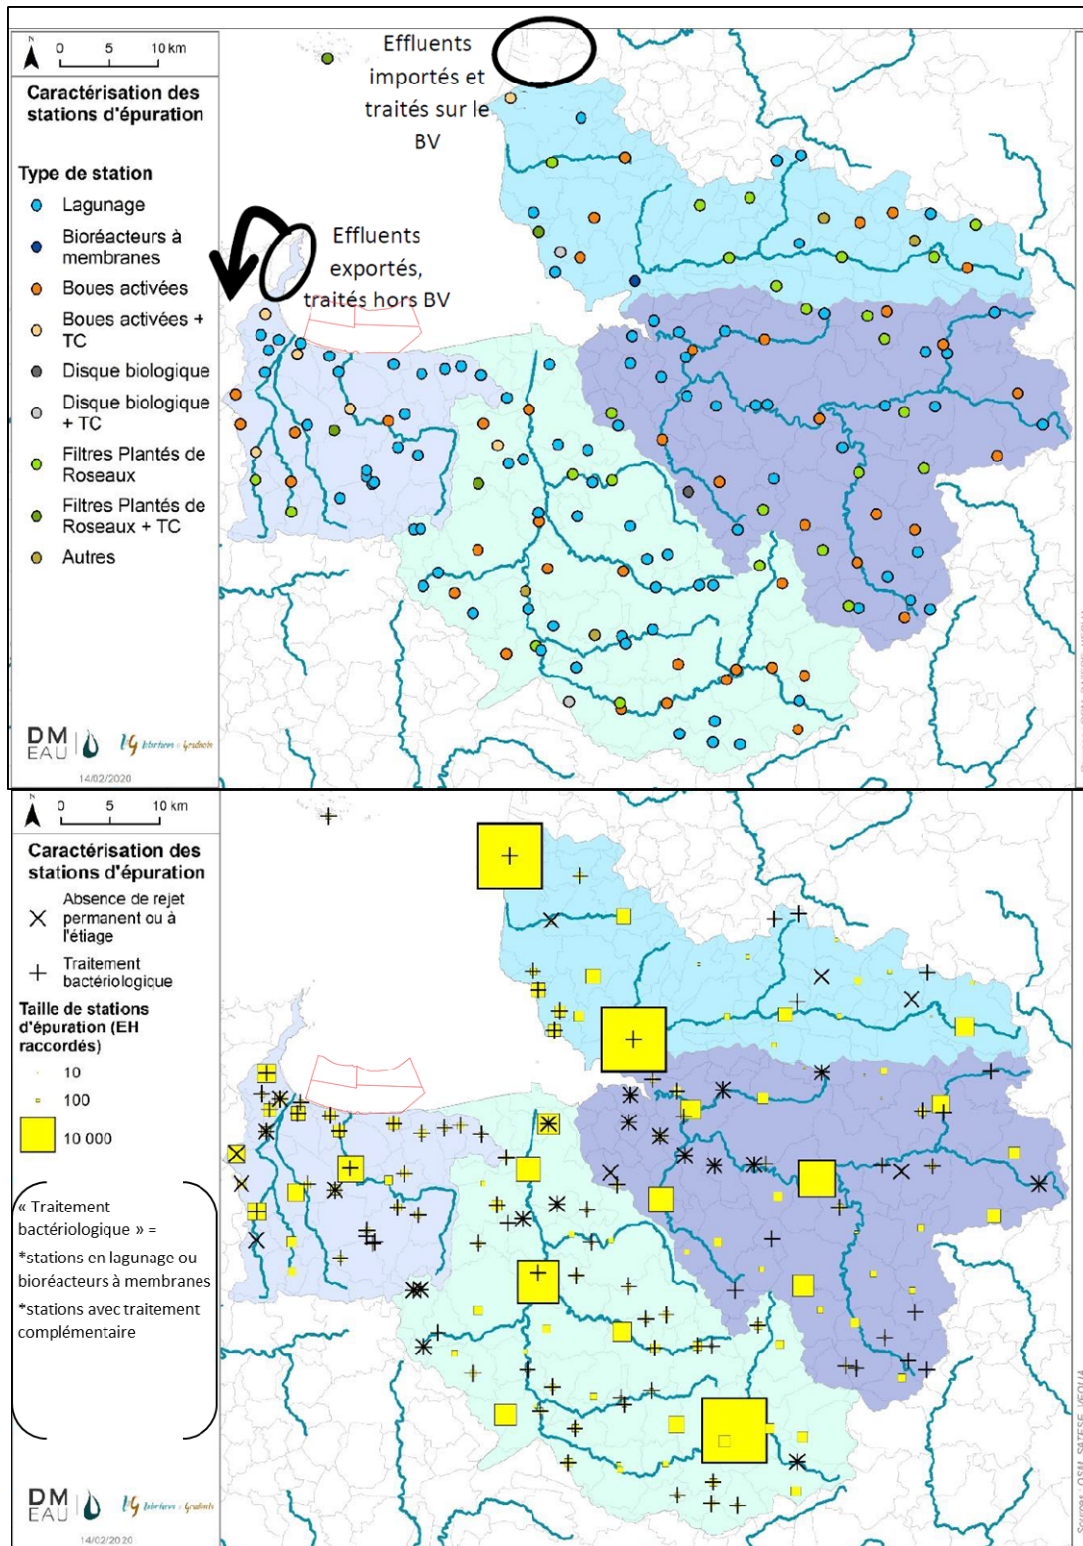 N
0 5 10 km
Caractérisation des
stations d'épuration
Type de station
Lagunage
Bioréacteurs à
membranes
Boues activées
Boues activées +
TC
Disque biologique
Disque biologique
+ TC
Filtres Plantés de
Roseaux
Filtres Plantés de
Roseaux + TC
Autres
DM
EAU
14/02/2020
Effluents
importés et
traités sur le
BV
Effluents
exportés,
traités hors BV
N
0 5 10 km
Caractérisation des
stations d'épuration
Absence de rejet
permanent ou à
l'étiage
Traitement
bactériologique
Taille de stations
d'épuration (EH
raccordés)
10
100
10 000
« Traitement
bactériologique » =
*stations en lagunage ou
bioréacteurs à membranes
*stations avec traitement
complémentaire
DM
EAU
14/02/2020
Sources : OSM, SATESE, VEOLIA